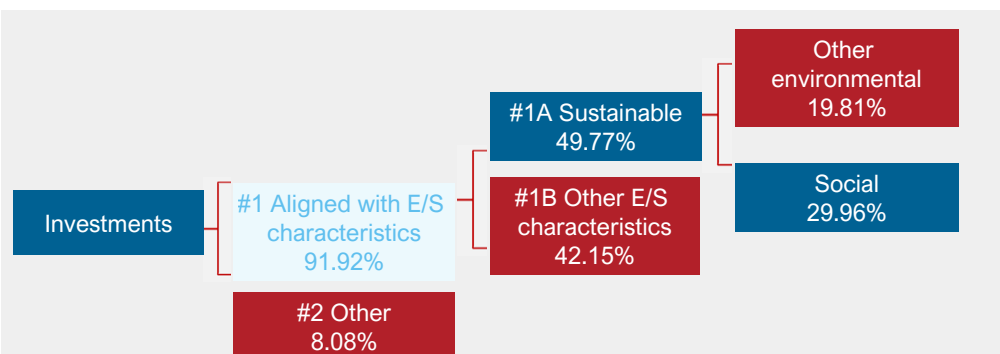 Investments
#1 Aligned with E/S
characteristics
91.92%
#2 Other
8.08%
#1A Sustainable
49.77%
#1B Other E/S
characteristics
42.15%
Other
environmental
19.81%
Social
29.96%